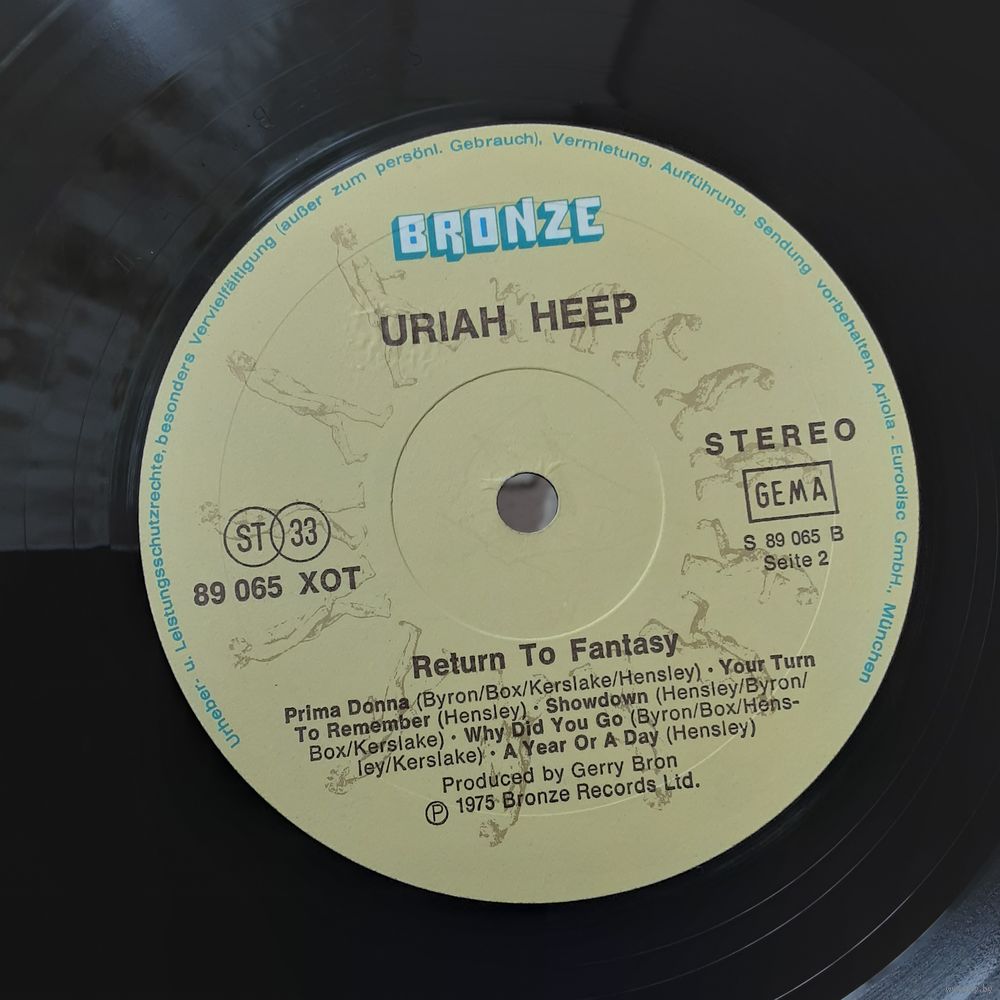 Urheber- u. Leistungsschutzrechte, besonders Vervielfältigung (außer zum persönl. Gebrauch), Vermietung, Aufführung, Sendung vorbehalten. Ariola - Eurodisc GmbH., München
BRONZE
URIAH HEEP
STEREO
GEMA
S 89 065 B
Seite 2
ST 33
89 065 XOT
Return To Fantasy
Prima Donna (Byron/Box/Kerslake/Hensley) · Your Turn
To Remember (Hensley) · Showdown (Hensley/Byron/
Box/Kerslake) · Why Did You Go (Byron/Box/Hens-
ley/Kerslake) · A Year Or A Day (Hensley)
Produced by Gerry Bron
℗ 1975 Bronze Records Ltd.